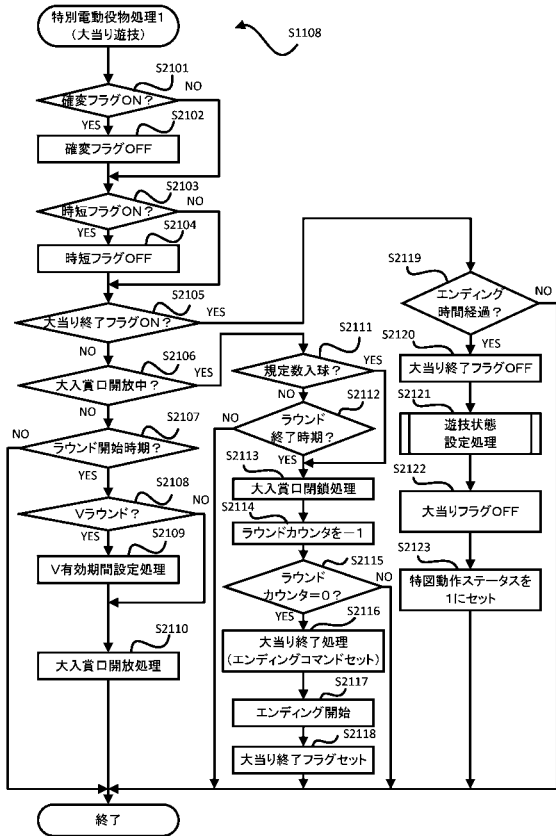 特別電動役物処理1
(大当り遊技)
S1108
S2101
確変フラグON?
NO
YES
S2102
確変フラグOFF
S2103
時短フラグON?
NO
YES
S2104
時短フラグOFF
S2105
大当り終了フラグON?
YES
NO
S2106
大入賞口開放中?
YES
NO
S2107
NO
ラウンド開始時期?
YES
S2108
Vラウンド?
NO
YES
S2109
V有効期間設定処理
S2110
大入賞口開放処理
S2111
規定数入球?
YES
NO
S2112
NO
ラウンド
終了時期?
YES
S2113
大入賞口閉鎖処理
S2114
ラウンドカウンタを-1
S2115
ラウンド
カウンタ=0?
NO
YES
S2116
大当り終了処理
(エンディングコマンドセット)
S2117
エンディング開始
S2118
大当り終了フラグセット
S2119
エンディング
時間経過?
NO
YES
S2120
大当り終了フラグOFF
S2121
遊技状態
設定処理
S2122
大当りフラグOFF
S2123
特図動作ステータスを
1にセット
終了